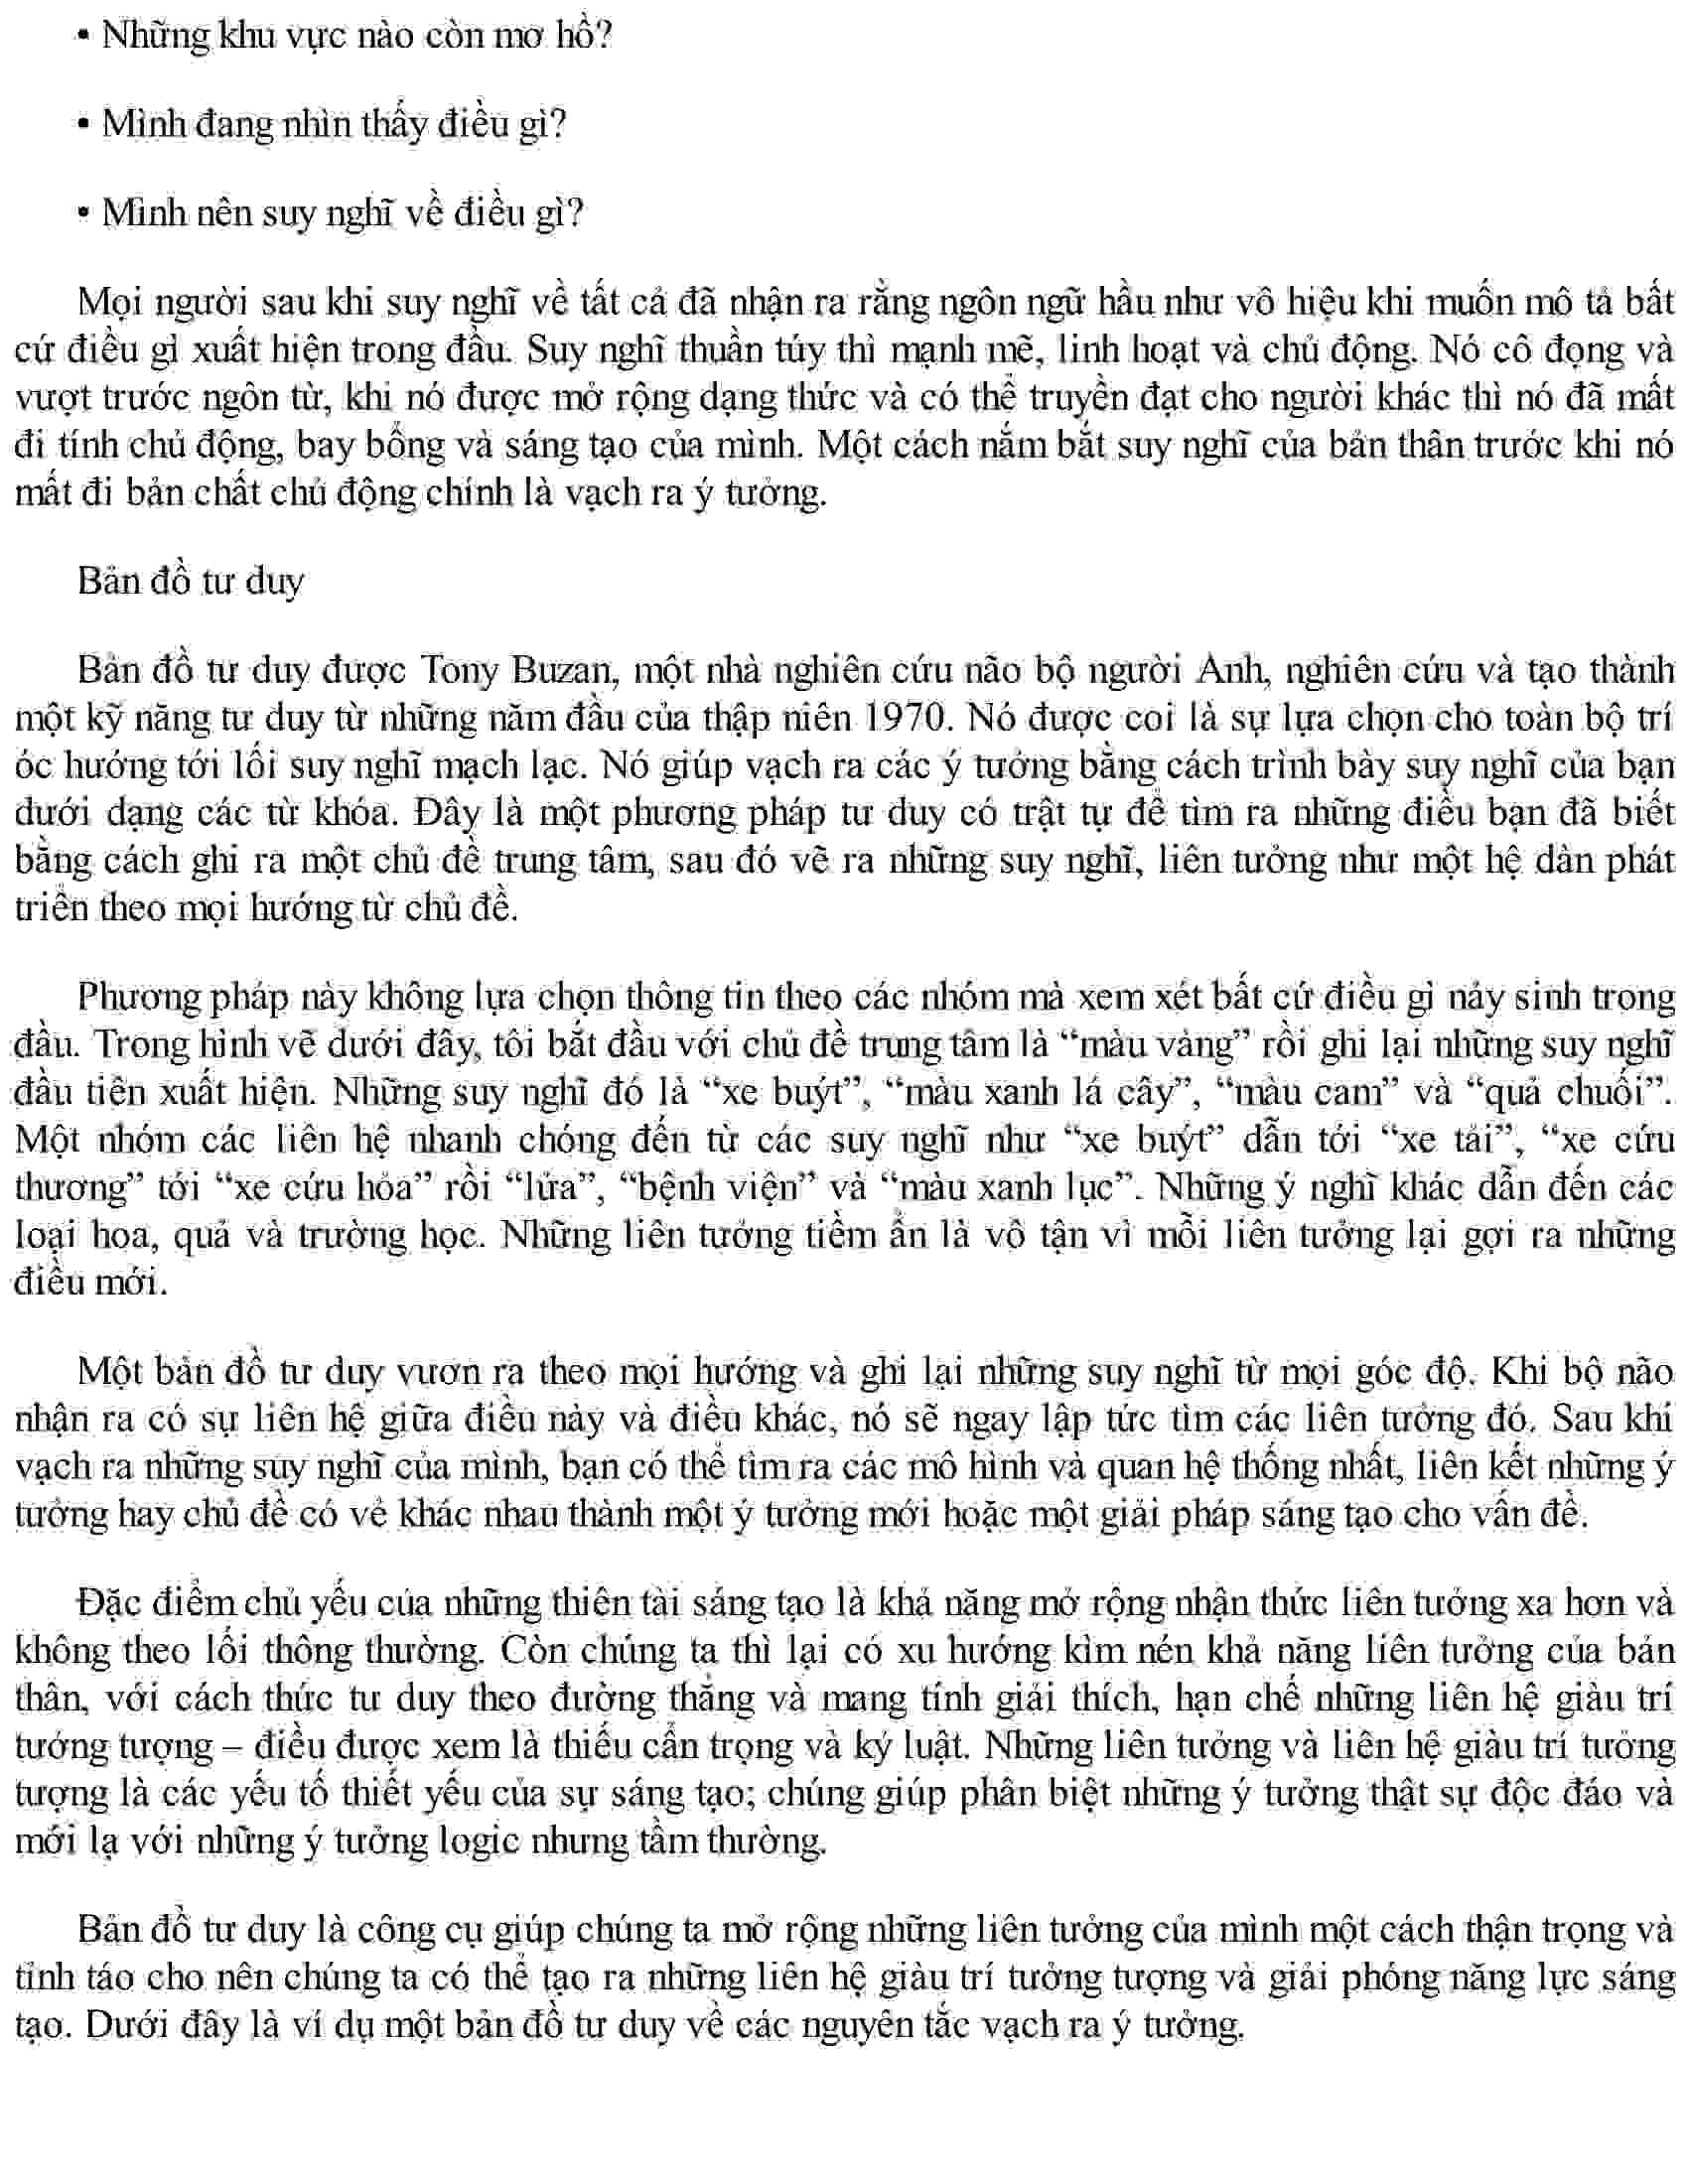 • Những khu vực nào còn mơ hồ?
• Mình đang nhìn thấy điều gì?
• Mình nên suy nghĩ về điều gì?
Mọi người sau khi suy nghĩ về tất cả đã nhận ra rằng ngôn ngữ hầu như vô hiệu khi muốn mô tả bất
cứ điều gì xuất hiện trong đầu. Suy nghĩ thuần túy thì mạnh mẽ, linh hoạt và chủ động. Nó cô đọng và
vượt trước ngôn từ, khi nó được mở rộng dạng thức và có thể truyền đạt cho người khác thì nó đã mất
đi tính chủ động, bay bổng và sáng tạo của mình. Một cách nắm bắt suy nghĩ của bản thân trước khi nó
mất đi bản chất chủ động chính là vạch ra ý tưởng.
Bản đồ tư duy
Bản đồ tư duy được Tony Buzan, một nhà nghiên cứu não bộ người Anh, nghiên cứu và tạo thành
một kỹ năng tư duy từ những năm đầu của thập niên 1970. Nó được coi là sự lựa chọn cho toàn bộ trí
óc hướng tới lối suy nghĩ mạch lạc. Nó giúp vạch ra các ý tưởng bằng cách trình bày suy nghĩ của bạn
dưới dạng các từ khóa. Đây là một phương pháp tư duy có trật tự để tìm ra những điều bạn đã biết
bằng cách ghi ra một chủ đề trung tâm, sau đó vẽ ra những suy nghĩ, liên tưởng như một hệ dàn phát
triển theo mọi hướng từ chủ đề.
Phương pháp này không lựa chọn thông tin theo các nhóm mà xem xét bất cứ điều gì nảy sinh trong
đầu. Trong hình vẽ dưới đây, tôi bắt đầu với chủ đề trung tâm là “màu vàng” rồi ghi lại những suy nghĩ
đầu tiên xuất hiện. Những suy nghĩ đó là “xe buýt”, “màu xanh lá cây”, “màu cam” và “quả chuối”.
Một nhóm các liên hệ nhanh chóng đến từ các suy nghĩ như “xe buýt” dẫn tới “xe tải”, “xe cứu
thương” tới “xe cứu hỏa” rồi “lửa”, “bệnh viện” và “màu xanh lục”. Những ý nghĩ khác dẫn đến các
loại hoa, quả và trường học. Những liên tưởng tiềm ẩn là vô tận vì mỗi liên tưởng lại gợi ra những
điều mới.
Một bản đồ tư duy vươn ra theo mọi hướng và ghi lại những suy nghĩ từ mọi góc độ. Khi bộ não
nhận ra có sự liên hệ giữa điều này và điều khác, nó sẽ ngay lập tức tìm các liên tưởng đó. Sau khi
vạch ra những suy nghĩ của mình, bạn có thể tìm ra các mô hình và quan hệ thống nhất, liên kết những ý
tưởng hay chủ đề có vẻ khác nhau thành một ý tưởng mới hoặc một giải pháp sáng tạo cho vấn đề.
Đặc điểm chủ yếu của những thiên tài sáng tạo là khả năng mở rộng nhận thức liên tưởng xa hơn và
không theo lối thông thường. Còn chúng ta thì lại có xu hướng kìm nén khả năng liên tưởng của bản
thân, với cách thức tư duy theo đường thẳng và mang tính giải thích, hạn chế những liên hệ giàu trí
tưởng tượng – điều được xem là thiếu cẩn trọng và kỷ luật. Những liên tưởng và liên hệ giàu trí tưởng
tượng là các yếu tố thiết yếu của sự sáng tạo; chúng giúp phân biệt những ý tưởng thật sự độc đáo và
mới lạ với những ý tưởng logic nhưng tầm thường.
Bản đồ tư duy là công cụ giúp chúng ta mở rộng những liên tưởng của mình một cách thận trọng và
tỉnh táo cho nên chúng ta có thể tạo ra những liên hệ giàu trí tưởng tượng và giải phóng năng lực sáng
tạo. Dưới đây là ví dụ một bản đồ tư duy về các nguyên tắc vạch ra ý tưởng.